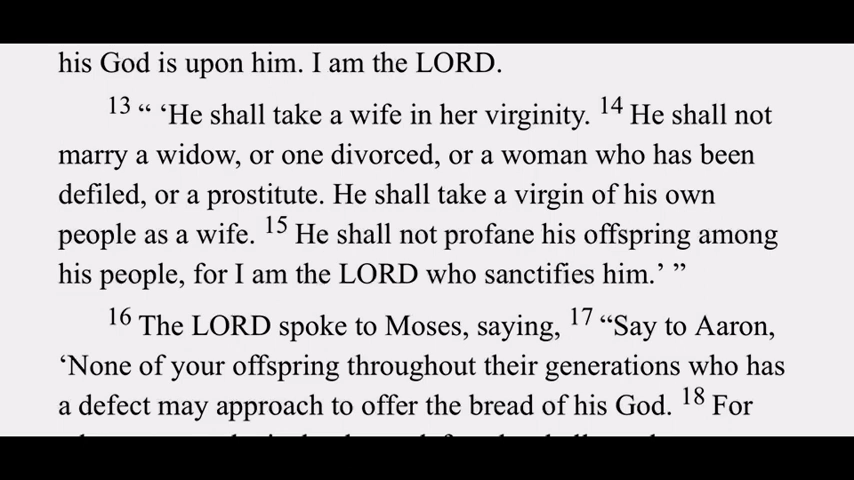 his God is upon him. I am the LORD.
13 “ ‘He shall take a wife in her virginity. 14 He shall not
marry a widow, or one divorced, or a woman who has been
defiled, or a prostitute. He shall take a virgin of his own
people as a wife. 15 He shall not profane his offspring among
his people, for I am the LORD who sanctifies him.’ ”
16 The LORD spoke to Moses, saying, 17 “Say to Aaron,
‘None of your offspring throughout their generations who has
a defect may approach to offer the bread of his God. 18 For